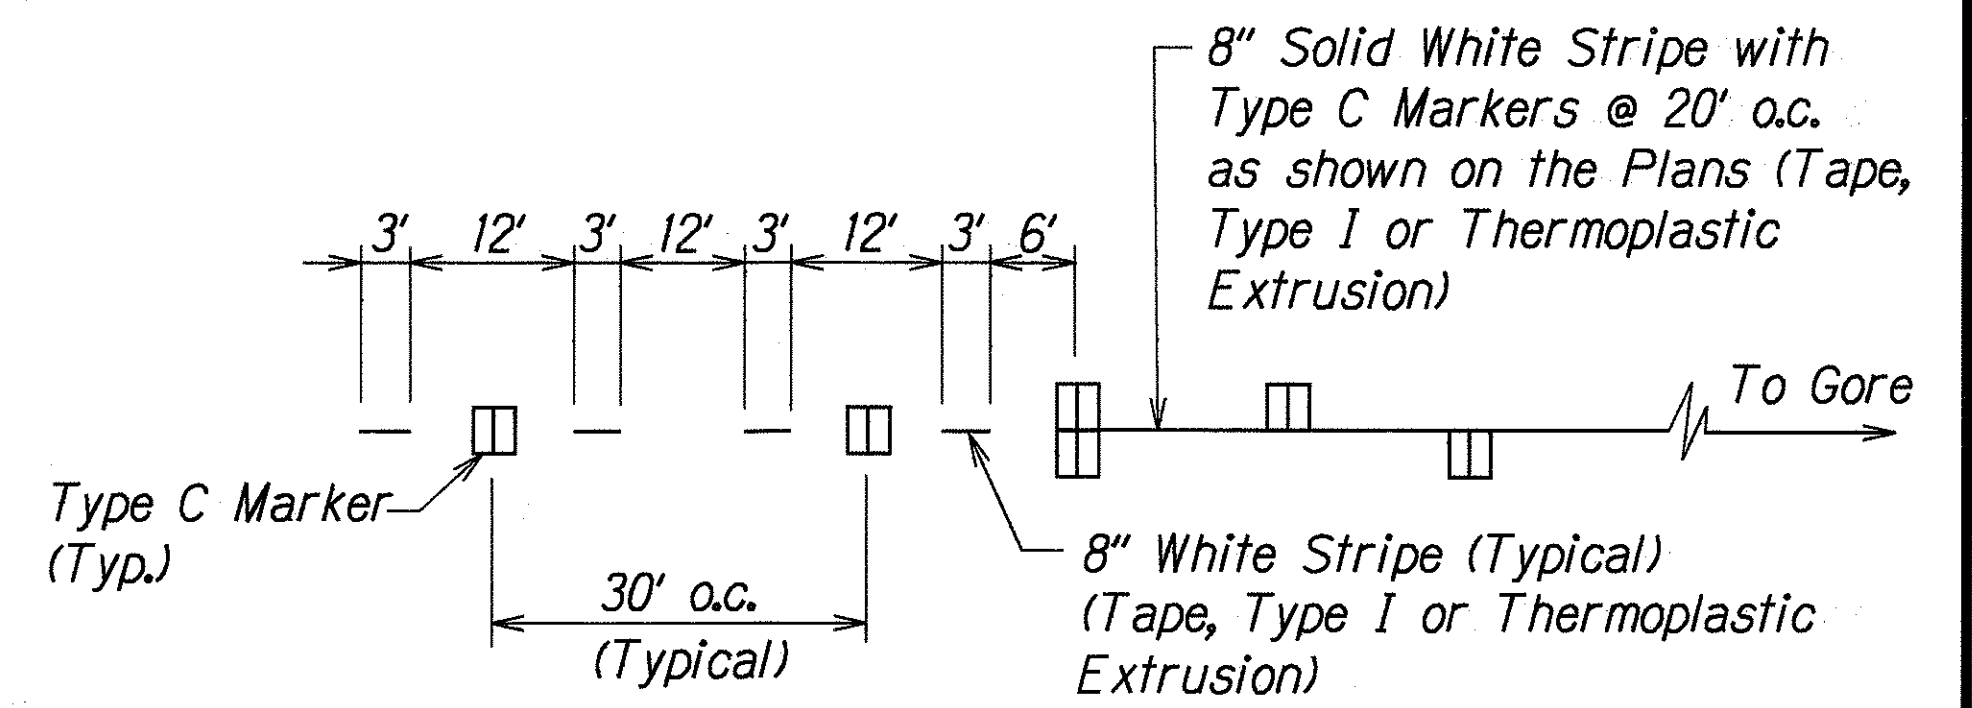 8" Solid White Stripe with
Type C Markers @ 20' o.c.
as shown on the Plans (Tape,
Type I or Thermoplastic
Extrusion)
3' 12' 3' 12' 3' 12' 3' 6'
To Gore
Type C Marker
(Typ.)
30' o.c.
(Typical)
8" White Stripe (Typical)
(Tape, Type I or Thermoplastic
Extrusion)